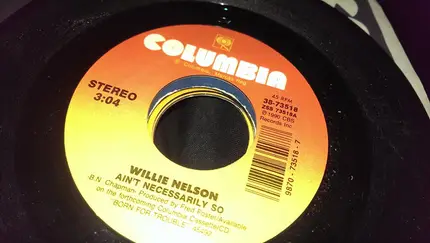 COLUMBIA
STEREO
3:04
45 RPM
38-73518
ZSS 73518A
℗ 1990 CBS
Records Inc.
WILLIE NELSON
AIN'T NECESSARILY SO
-B.N. Chapman- Produced by Fred Foster/Available
on the forthcoming Columbia Cassette/CD
"BORN FOR TROUBLE" 45492
9870-73518-7